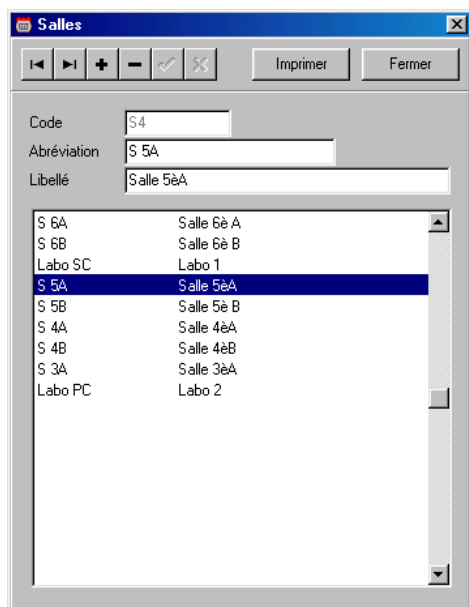 Salles
Imprimer Fermer
Code S4
Abréviation S 5A
Libellé Salle 5èA
S 6A Salle 6è A
S 6B Salle 6è B
Labo SC Labo 1
S 5A Salle 5èA
S 5B Salle 5è B
S 4A Salle 4èA
S 4B Salle 4èB
S 3A Salle 3èA
Labo PC Labo 2